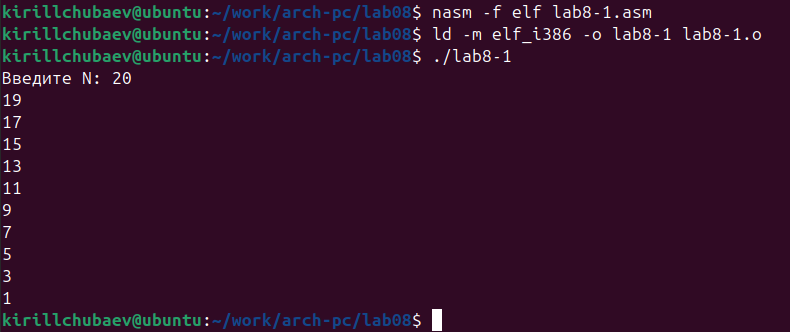 kirillchubaev@ubuntu:~/work/arch-pc/lab08$ nasm -f elf lab8-1.asm
kirillchubaev@ubuntu:~/work/arch-pc/lab08$ ld -m elf_i386 -o lab8-1 lab8-1.o
kirillchubaev@ubuntu:~/work/arch-pc/lab08$ ./lab8-1
Введите N: 20
19
17
15
13
11
9
7
5
3
1
kirillchubaev@ubuntu:~/work/arch-pc/lab08$